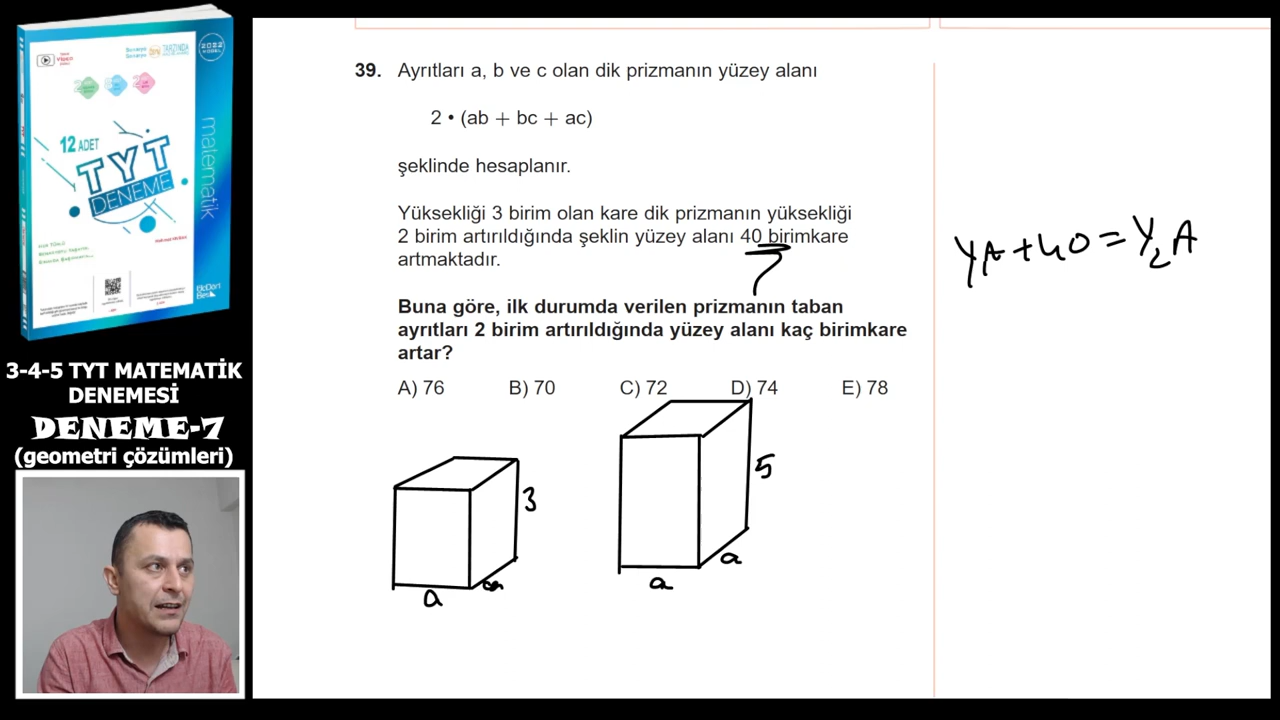 2022
MODEL
TARZINDA
12 ADET
TYT
DENEME
matematik
3-4-5 TYT MATEMATİK
DENEMESİ
DENEME-7
(geometri çözümleri)
39. Ayrıtları a, b ve c olan dik prizmanın yüzey alanı
2 • (ab + bc + ac)
şeklinde hesaplanır.
Yüksekliği 3 birim olan kare dik prizmanın yüksekliği
2 birim artırıldığında şeklin yüzey alanı 40 birimkare
artmaktadır.
Buna göre, ilk durumda verilen prizmanın taban
ayrıtları 2 birim artırıldığında yüzey alanı kaç birimkare
artar?
A) 76 B) 70 C) 72 D) 74 E) 78
3
a
a
5
a
a
YA+40=Y₂A